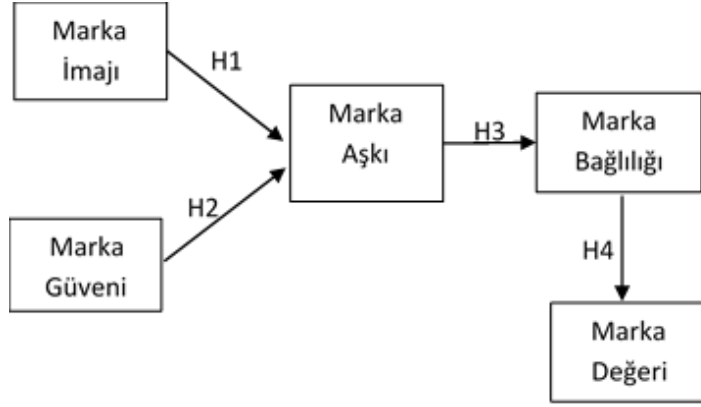 Marka
İmajı
H1
Marka
Aşkı
H3
Marka
Bağlılığı
H2
Marka
Güveni
H4
Marka
Değeri